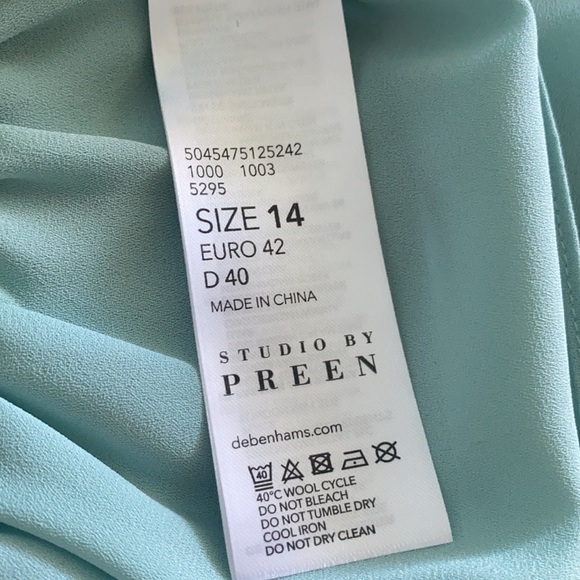 5045475125242
1000 1003
5295
SIZE 14
EURO 42
D 40
MADE IN CHINA
STUDIO BY
PREEN
debenhams.com
40
40°C WOOL CYCLE
DO NOT BLEACH
DO NOT TUMBLE DRY
COOL IRON
DO NOT DRY CLEAN